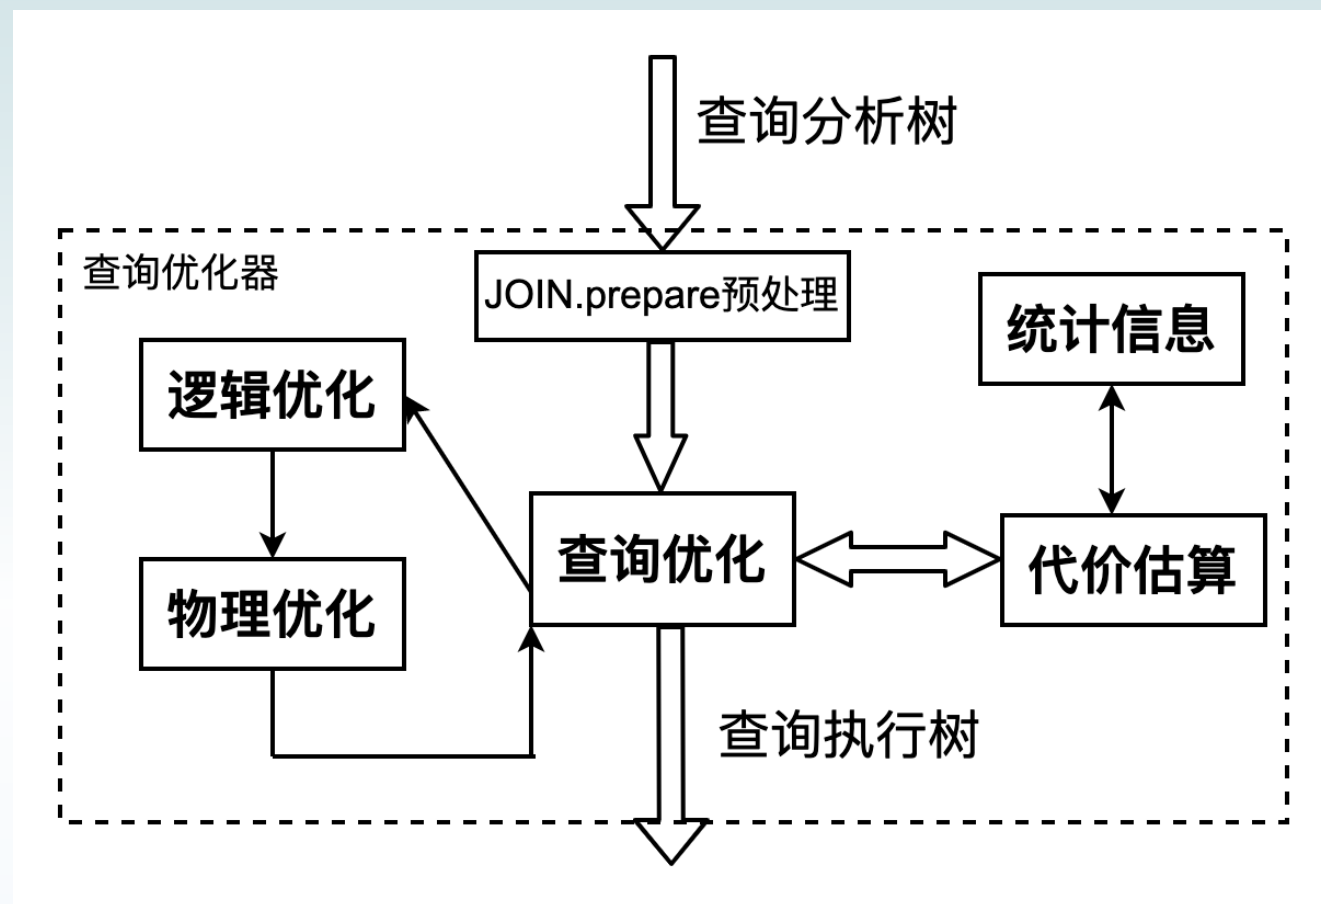 查询分析树
查询优化器
JOIN.prepare预处理
统计信息
逻辑优化
查询优化
代价估算
物理优化
查询执行树